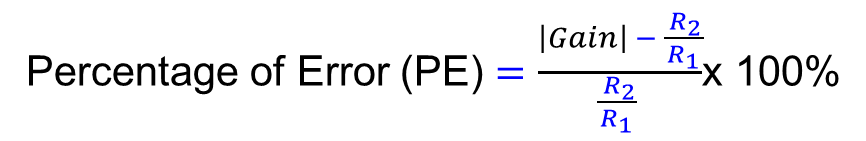 Percentage of Error (PE) = (|Gain| − R₂/R₁) / (R₂/R₁) x 100%